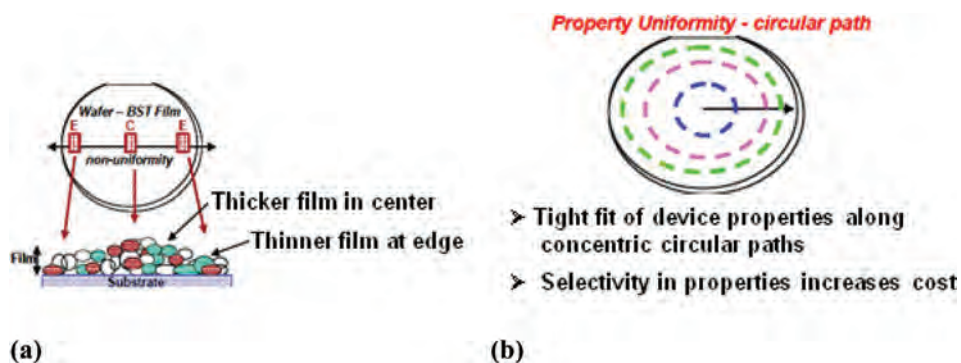 Property Uniformity - circular path
Wafer – BST Film
E C E
non-uniformity
Thicker film in center
Thinner film at edge
Film
Substrate
➢ Tight fit of device properties along
concentric circular paths
➢ Selectivity in properties increases cost
(a) (b)